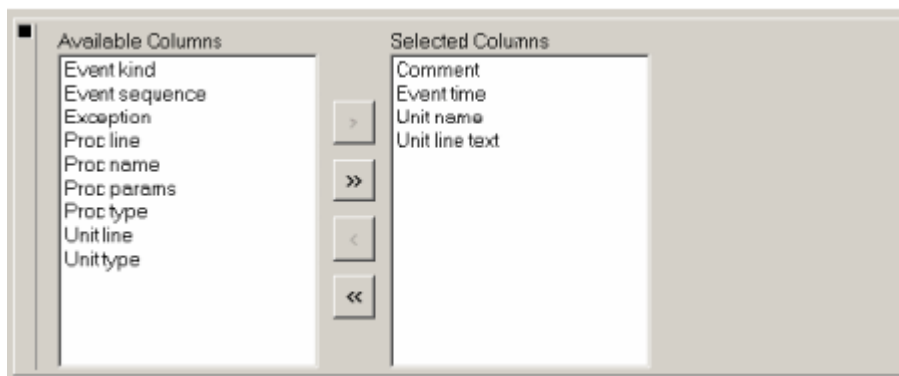 Available Columns
Event kind
Event sequence
Exception
Proc line
Proc name
Proc params
Proc type
Unit line
Unit type
>
»
<
«
Selected Columns
Comment
Event time
Unit name
Unit line text